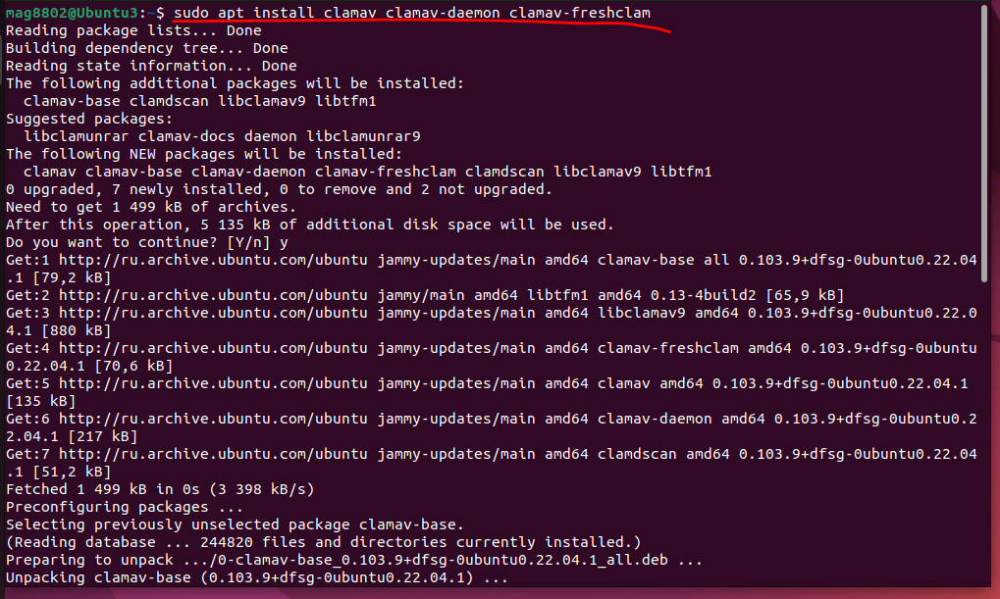 mag8802@Ubuntu3:~$ sudo apt install clamav clamav-daemon clamav-freshclam
Reading package lists... Done
Building dependency tree... Done
Reading state information... Done
The following additional packages will be installed:
  clamav-base clamdscan libclamav9 libtfm1
Suggested packages:
  libclamunrar clamav-docs daemon libclamunrar9
The following NEW packages will be installed:
  clamav clamav-base clamav-daemon clamav-freshclam clamdscan libclamav9 libtfm1
0 upgraded, 7 newly installed, 0 to remove and 2 not upgraded.
Need to get 1 499 kB of archives.
After this operation, 5 135 kB of additional disk space will be used.
Do you want to continue? [Y/n] y
Get:1 http://ru.archive.ubuntu.com/ubuntu jammy-updates/main amd64 clamav-base all 0.103.9+dfsg-0ubuntu0.22.04
.1 [79,2 kB]
Get:2 http://ru.archive.ubuntu.com/ubuntu jammy/main amd64 libtfm1 amd64 0.13-4build2 [65,9 kB]
Get:3 http://ru.archive.ubuntu.com/ubuntu jammy-updates/main amd64 libclamav9 amd64 0.103.9+dfsg-0ubuntu0.22.0
4.1 [880 kB]
Get:4 http://ru.archive.ubuntu.com/ubuntu jammy-updates/main amd64 clamav-freshclam amd64 0.103.9+dfsg-0ubuntu
0.22.04.1 [70,6 kB]
Get:5 http://ru.archive.ubuntu.com/ubuntu jammy-updates/main amd64 clamav amd64 0.103.9+dfsg-0ubuntu0.22.04.1
[135 kB]
Get:6 http://ru.archive.ubuntu.com/ubuntu jammy-updates/main amd64 clamav-daemon amd64 0.103.9+dfsg-0ubuntu0.2
2.04.1 [217 kB]
Get:7 http://ru.archive.ubuntu.com/ubuntu jammy-updates/main amd64 clamdscan amd64 0.103.9+dfsg-0ubuntu0.22.04
.1 [51,2 kB]
Fetched 1 499 kB in 0s (3 398 kB/s)
Preconfiguring packages ...
Selecting previously unselected package clamav-base.
(Reading database ... 244820 files and directories currently installed.)
Preparing to unpack .../0-clamav-base_0.103.9+dfsg-0ubuntu0.22.04.1_all.deb ...
Unpacking clamav-base (0.103.9+dfsg-0ubuntu0.22.04.1) ...